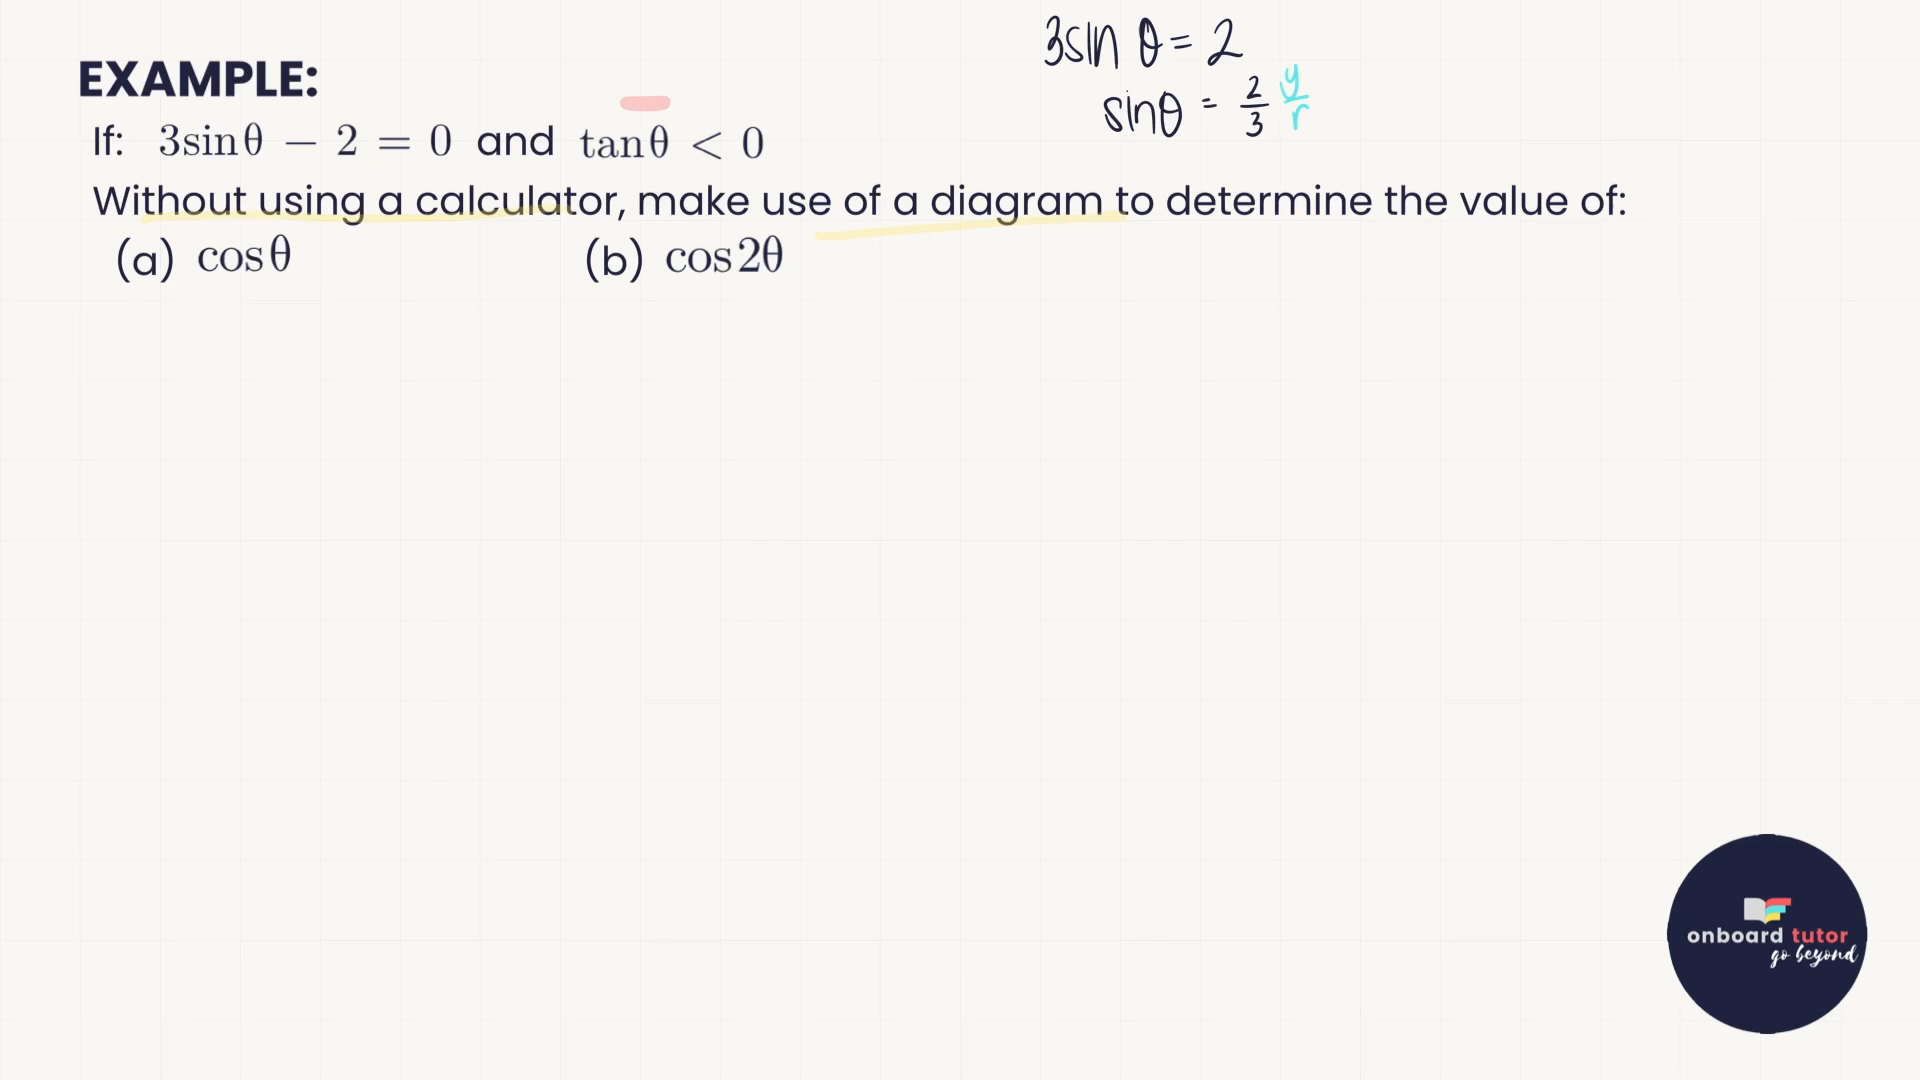 3sin θ = 2
EXAMPLE:
sinθ = 2/3 y/r
If: 3sinθ − 2 = 0 and tanθ < 0
Without using a calculator, make use of a diagram to determine the value of:
(a) cosθ (b) cos2θ
onboard tutor
go beyond